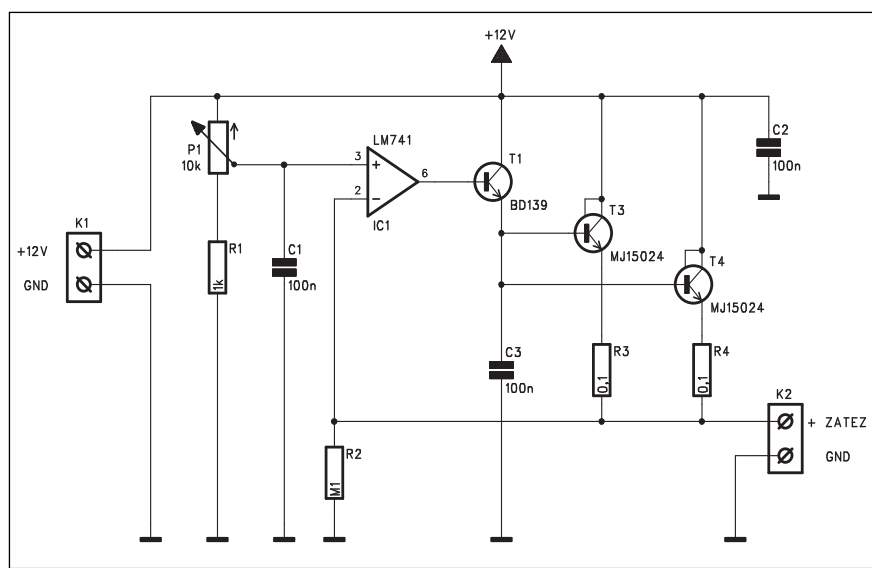 +12V
P1
10k
LM741
3
+
2
−
6
IC1
T1
BD139
C2
100n
K1
+12V
GND
R1
1k
C1
100n
T3
MJ15024
T4
MJ15024
C3
100n
R3
0,1
R4
0,1
K2
+ ZATEZ
GND
R2
M1